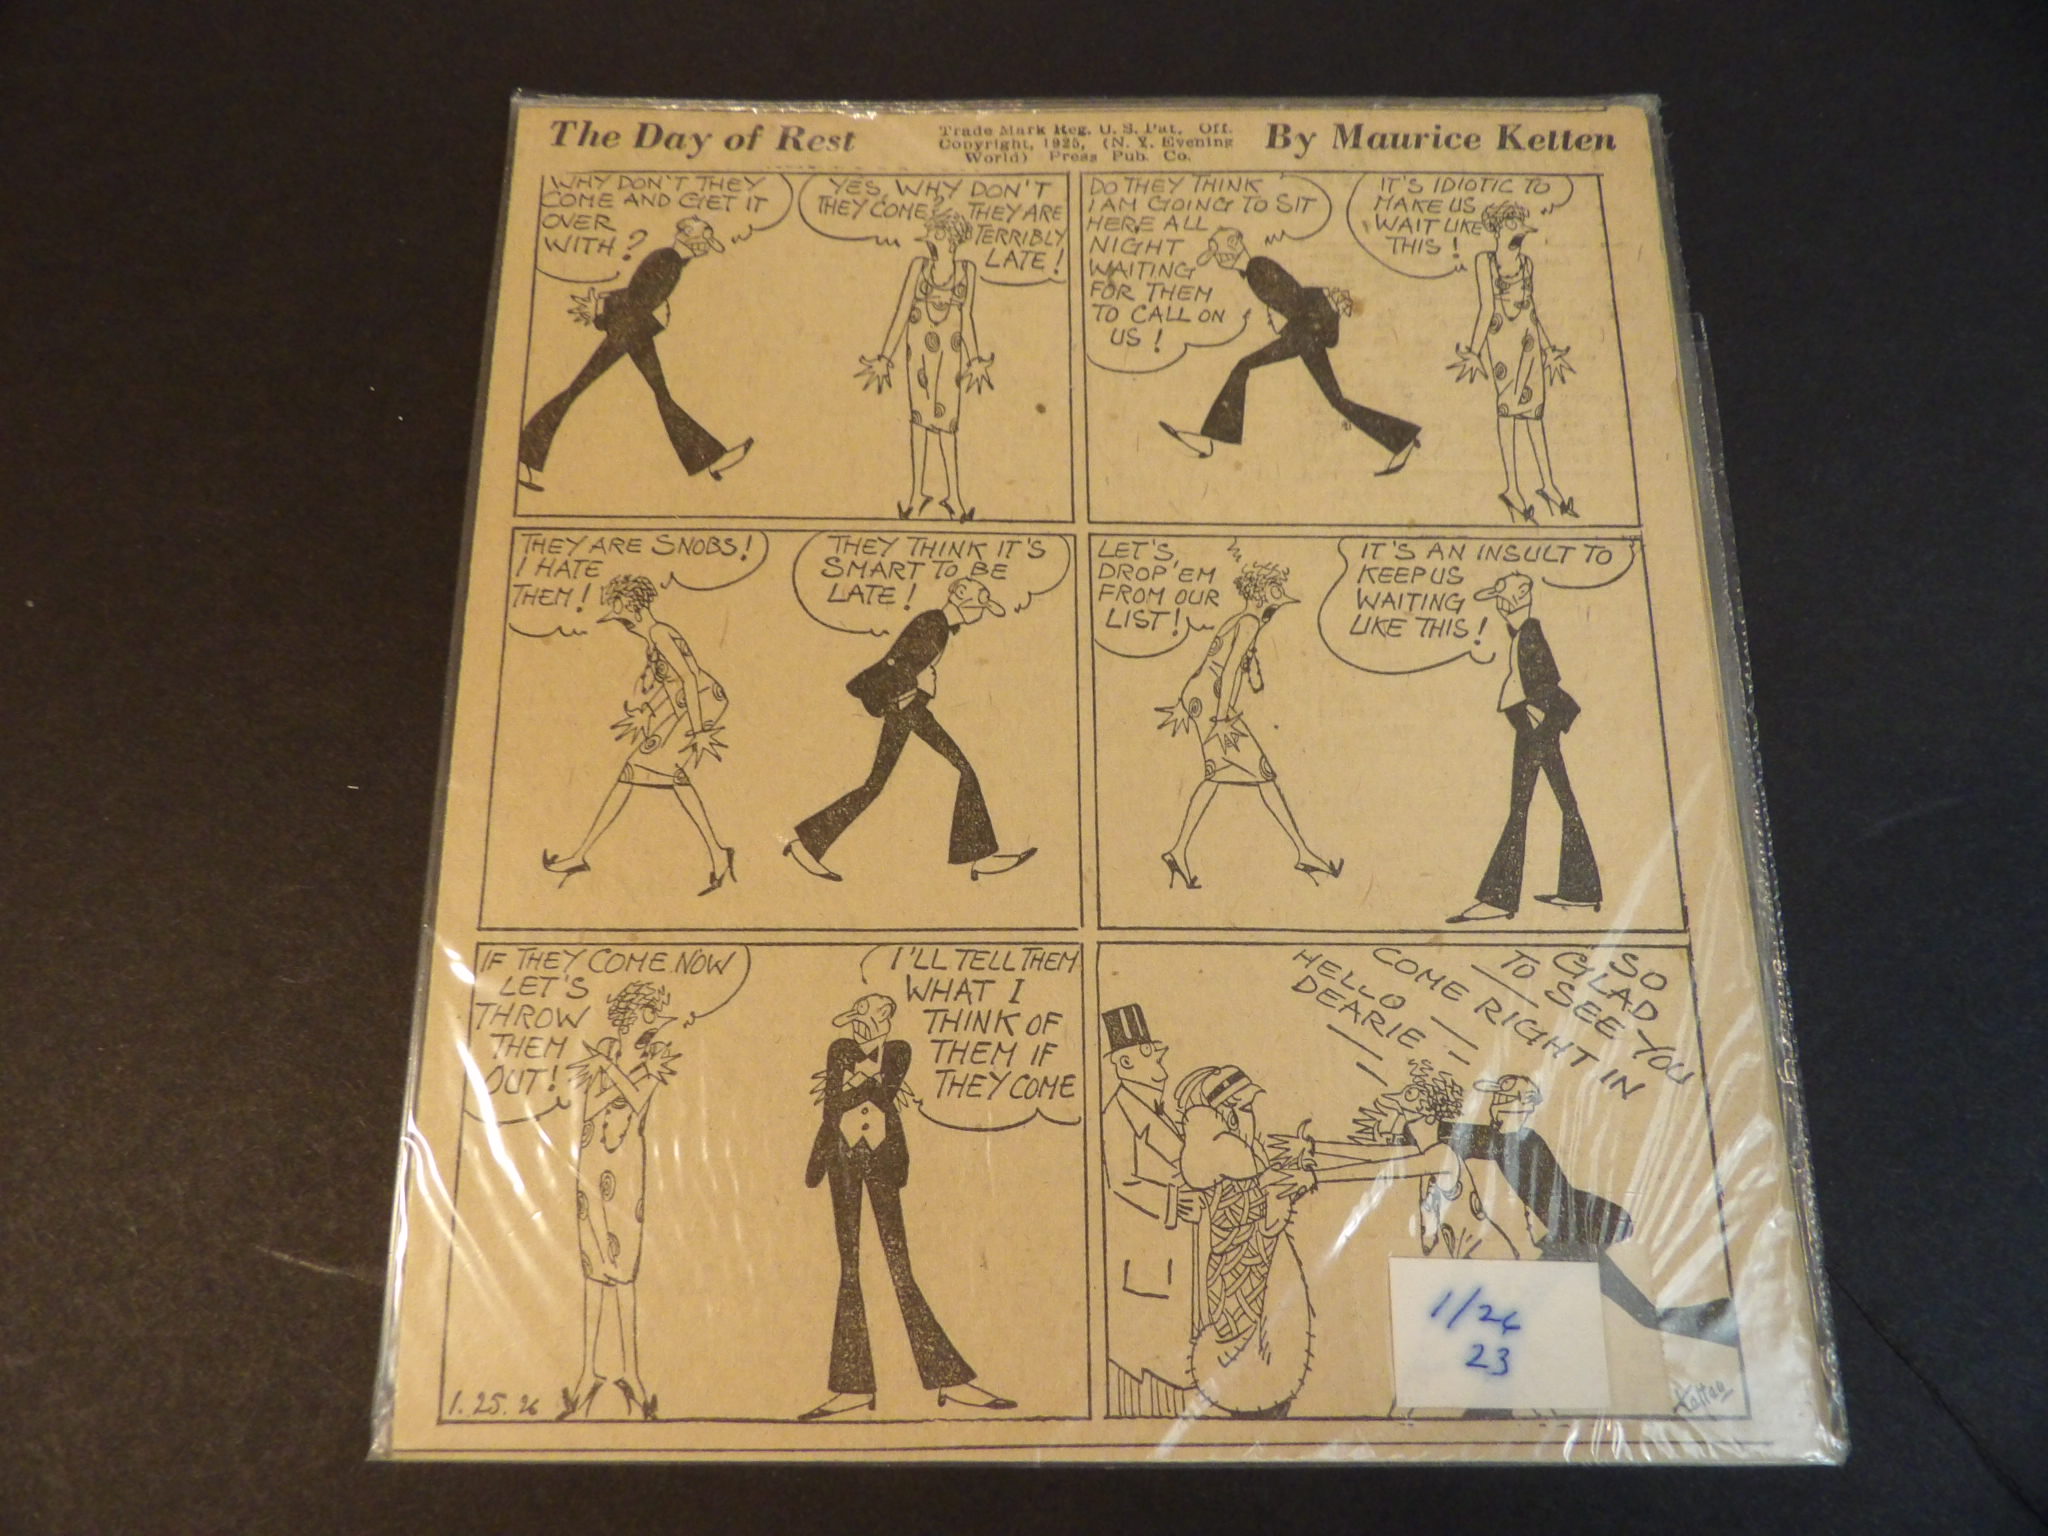 The Day of Rest
Trade Mark Reg. U. S. Pat. Off.
Copyright, 1925, (N. Y. Evening
World) Press Pub. Co.
By Maurice Ketten
WHY DON'T THEY
COME AND GET IT
OVER
WITH?
YES, WHY DON'T
THEY COME? THEY ARE
TERRIBLY
LATE!
DO THEY THINK
I AM GOING TO SIT
HERE ALL
NIGHT
WAITING
FOR THEM
TO CALL ON
US!
IT'S IDIOTIC TO
MAKE US
WAIT LIKE
THIS!
THEY ARE SNOBS!
I HATE
THEM!
THEY THINK IT'S
SMART TO BE
LATE!
LET'S
DROP 'EM
FROM OUR
LIST!
IT'S AN INSULT TO
KEEP US
WAITING
LIKE THIS!
IF THEY COME NOW
LET'S
THROW
THEM
OUT!
I'LL TELL THEM
WHAT I
THINK OF
THEM IF
THEY COME
HELLO
DEARIE
COME RIGHT IN
SO
GLAD
TO SEE YOU
1.25.26
1/26
23
Ketten